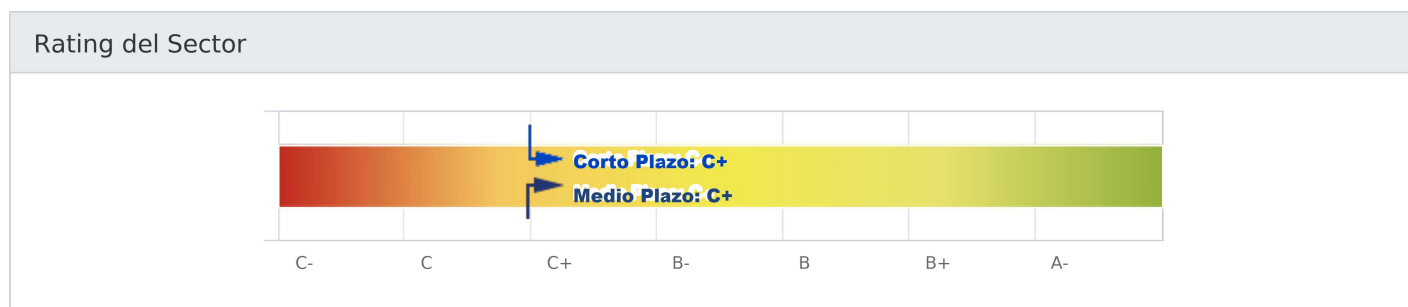 Rating del Sector
Corto Plazo: C+
Medio Plazo: C+
C- C C+ B- B B+ A-